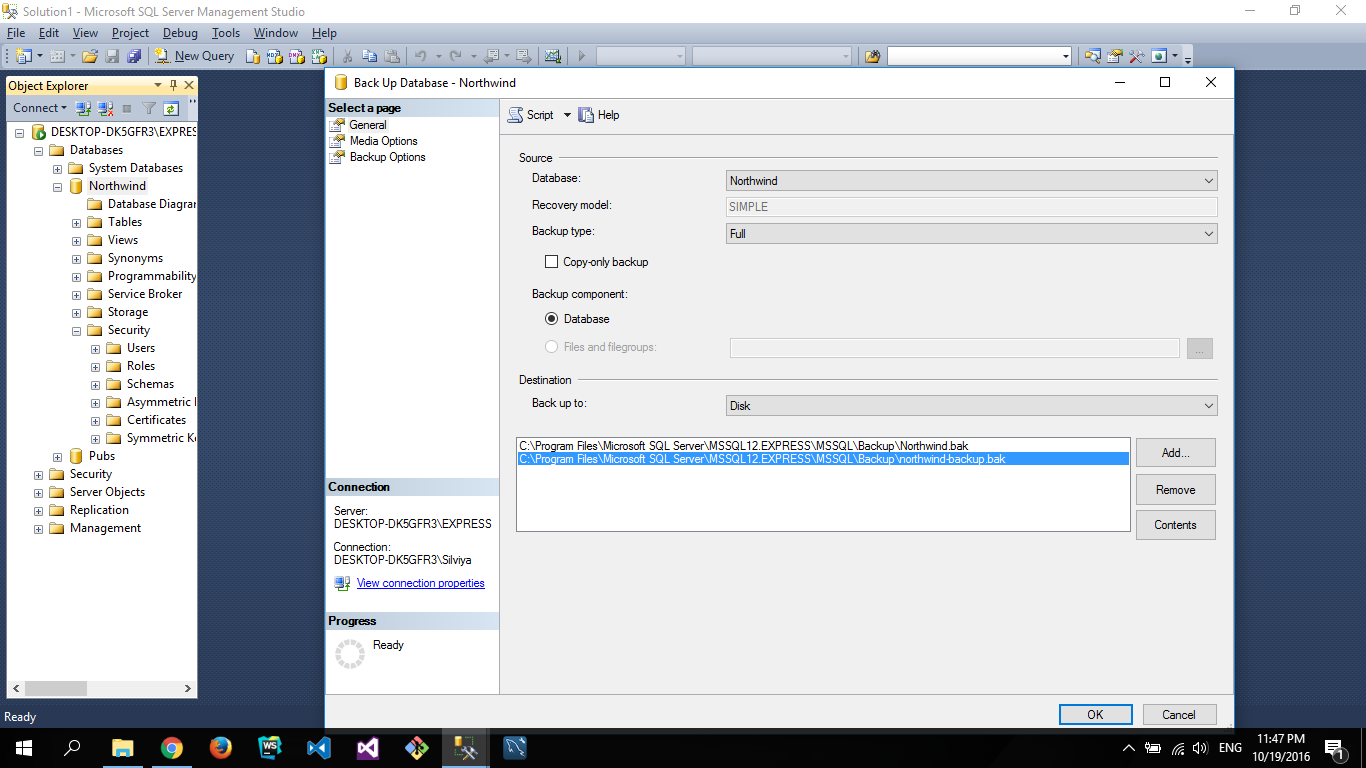 Solution1 - Microsoft SQL Server Management Studio
File Edit View Project Debug Tools Window Help
New Query
Object Explorer
Connect
DESKTOP-DK5GFR3\EXPRES
Databases
System Databases
Northwind
Database Diagrar
Tables
Views
Synonyms
Programmability
Service Broker
Storage
Security
Users
Roles
Schemas
Asymmetric
Certificates
Symmetric Ke
Pubs
Security
Server Objects
Replication
Management
Ready
Back Up Database - Northwind
Select a page
General
Media Options
Backup Options
Connection
Server:
DESKTOP-DK5GFR3\EXPRESS
Connection:
DESKTOP-DK5GFR3\Silviya
View connection properties
Progress
Ready
Script Help
Source
Database: Northwind
Recovery model: SIMPLE
Backup type: Full
Copy-only backup
Backup component:
Database
Files and filegroups: ...
Destination
Back up to: Disk
C:\Program Files\Microsoft SQL Server\MSSQL12.EXPRESS\MSSQL\Backup\Northwind.bak
C:\Program Files\Microsoft SQL Server\MSSQL12.EXPRESS\MSSQL\Backup\northwind-backup.bak
Add...
Remove
Contents
OK Cancel
WS
ENG
11:47 PM
10/19/2016
1